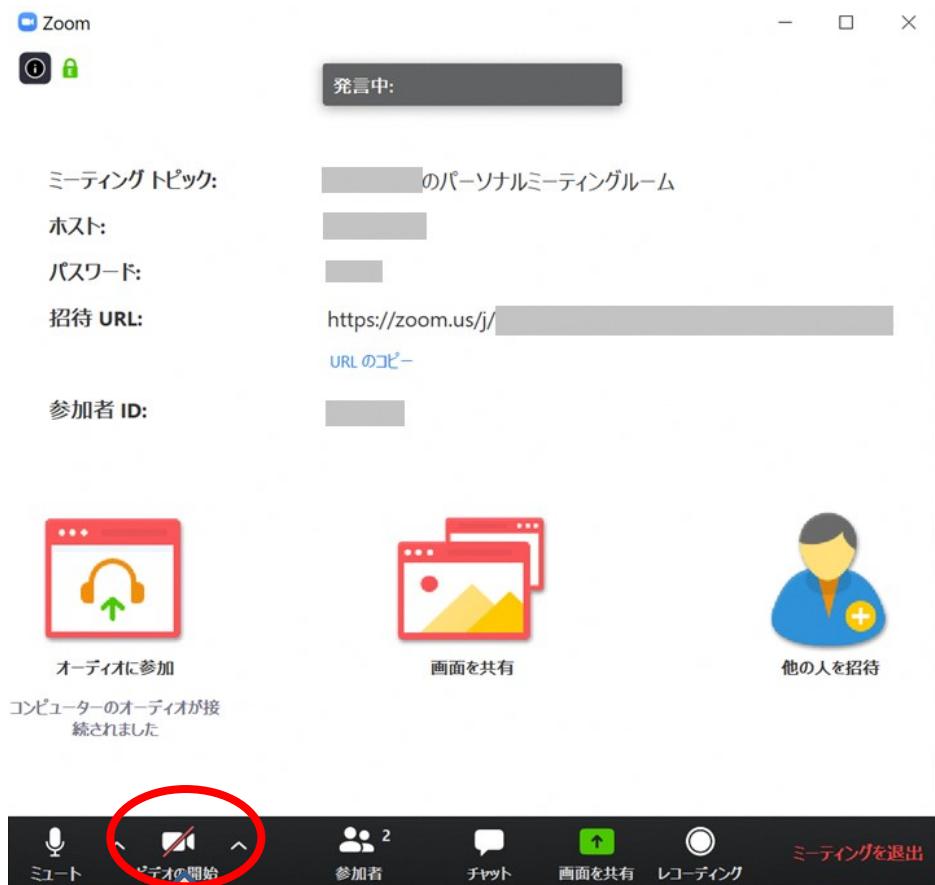 Zoom
発言中:
ミーティング トピック: のパーソナルミーティングルーム
ホスト:
パスワード:
招待 URL: https://zoom.us/j/
URL のコピー
参加者 ID:
オーディオに参加 画面を共有 他の人を招待
コンピューターのオーディオが接
続されました
2
ミュート ビデオの開始 参加者 チャット 画面を共有 レコーディング ミーティングを退出